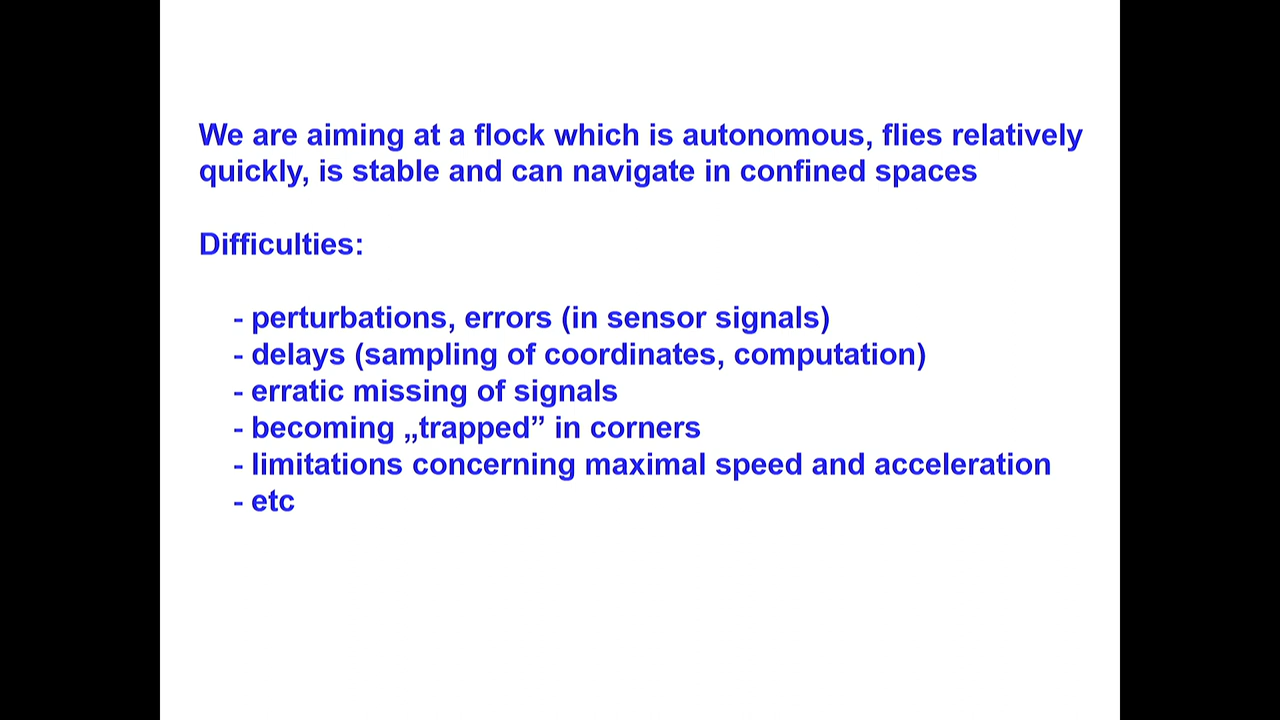 We are aiming at a flock which is autonomous, flies relatively
quickly, is stable and can navigate in confined spaces
Difficulties:
- perturbations, errors (in sensor signals)
- delays (sampling of coordinates, computation)
- erratic missing of signals
- becoming „trapped” in corners
- limitations concerning maximal speed and acceleration
- etc